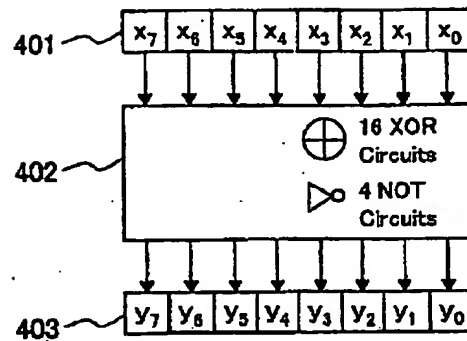 401 x₇ x₆ x₅ x₄ x₃ x₂ x₁ x₀
16 XOR
Circuits
402
4 NOT
Circuits
403 y₇ y₆ y₅ y₄ y₃ y₂ y₁ y₀